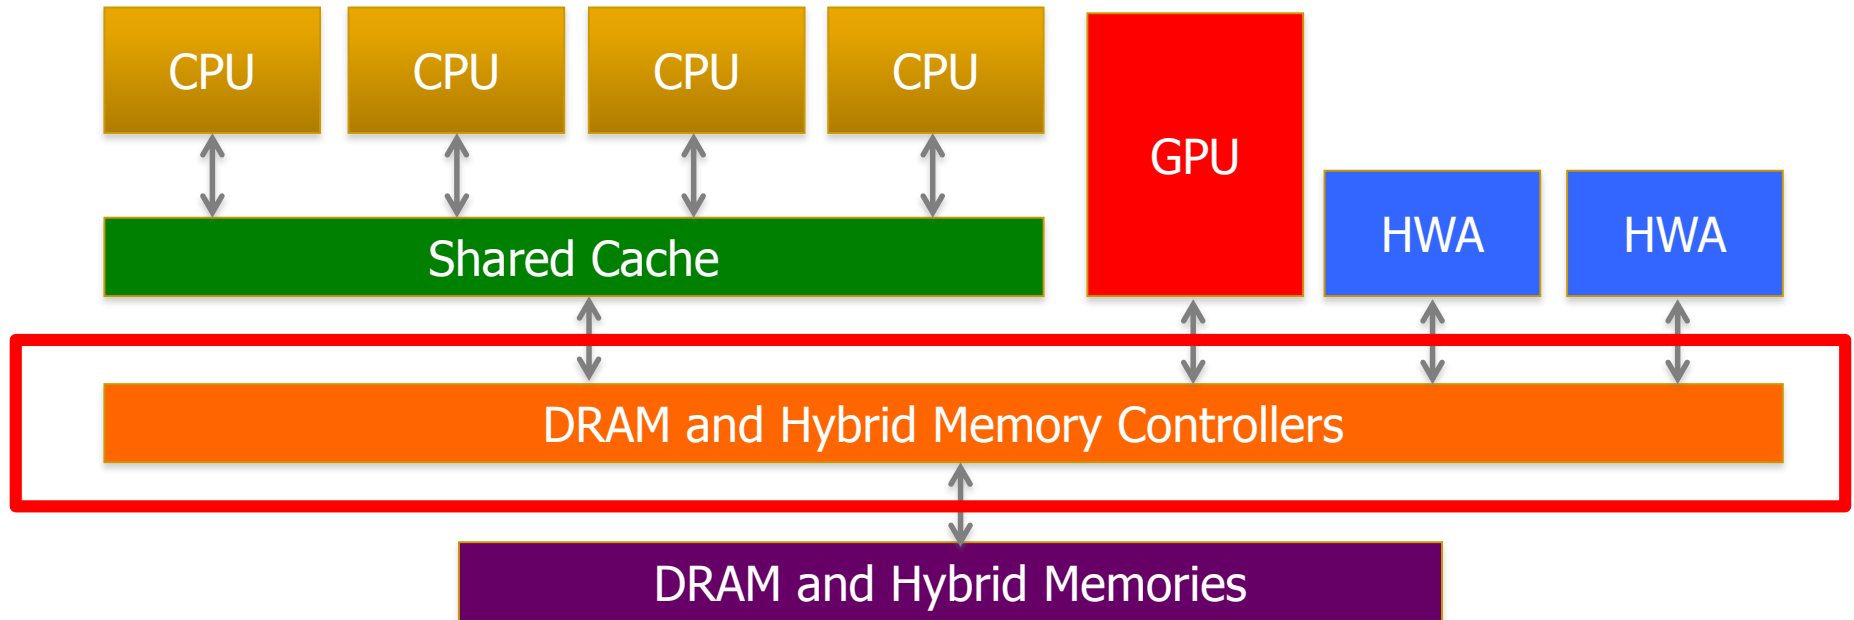 CPU
CPU
CPU
CPU
GPU
HWA
HWA
Shared Cache
DRAM and Hybrid Memory Controllers
DRAM and Hybrid Memories